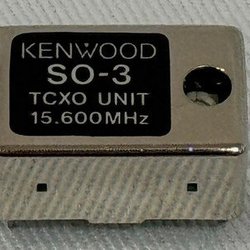 KENWOOD
SO-3
TCXO UNIT
15.600MHz